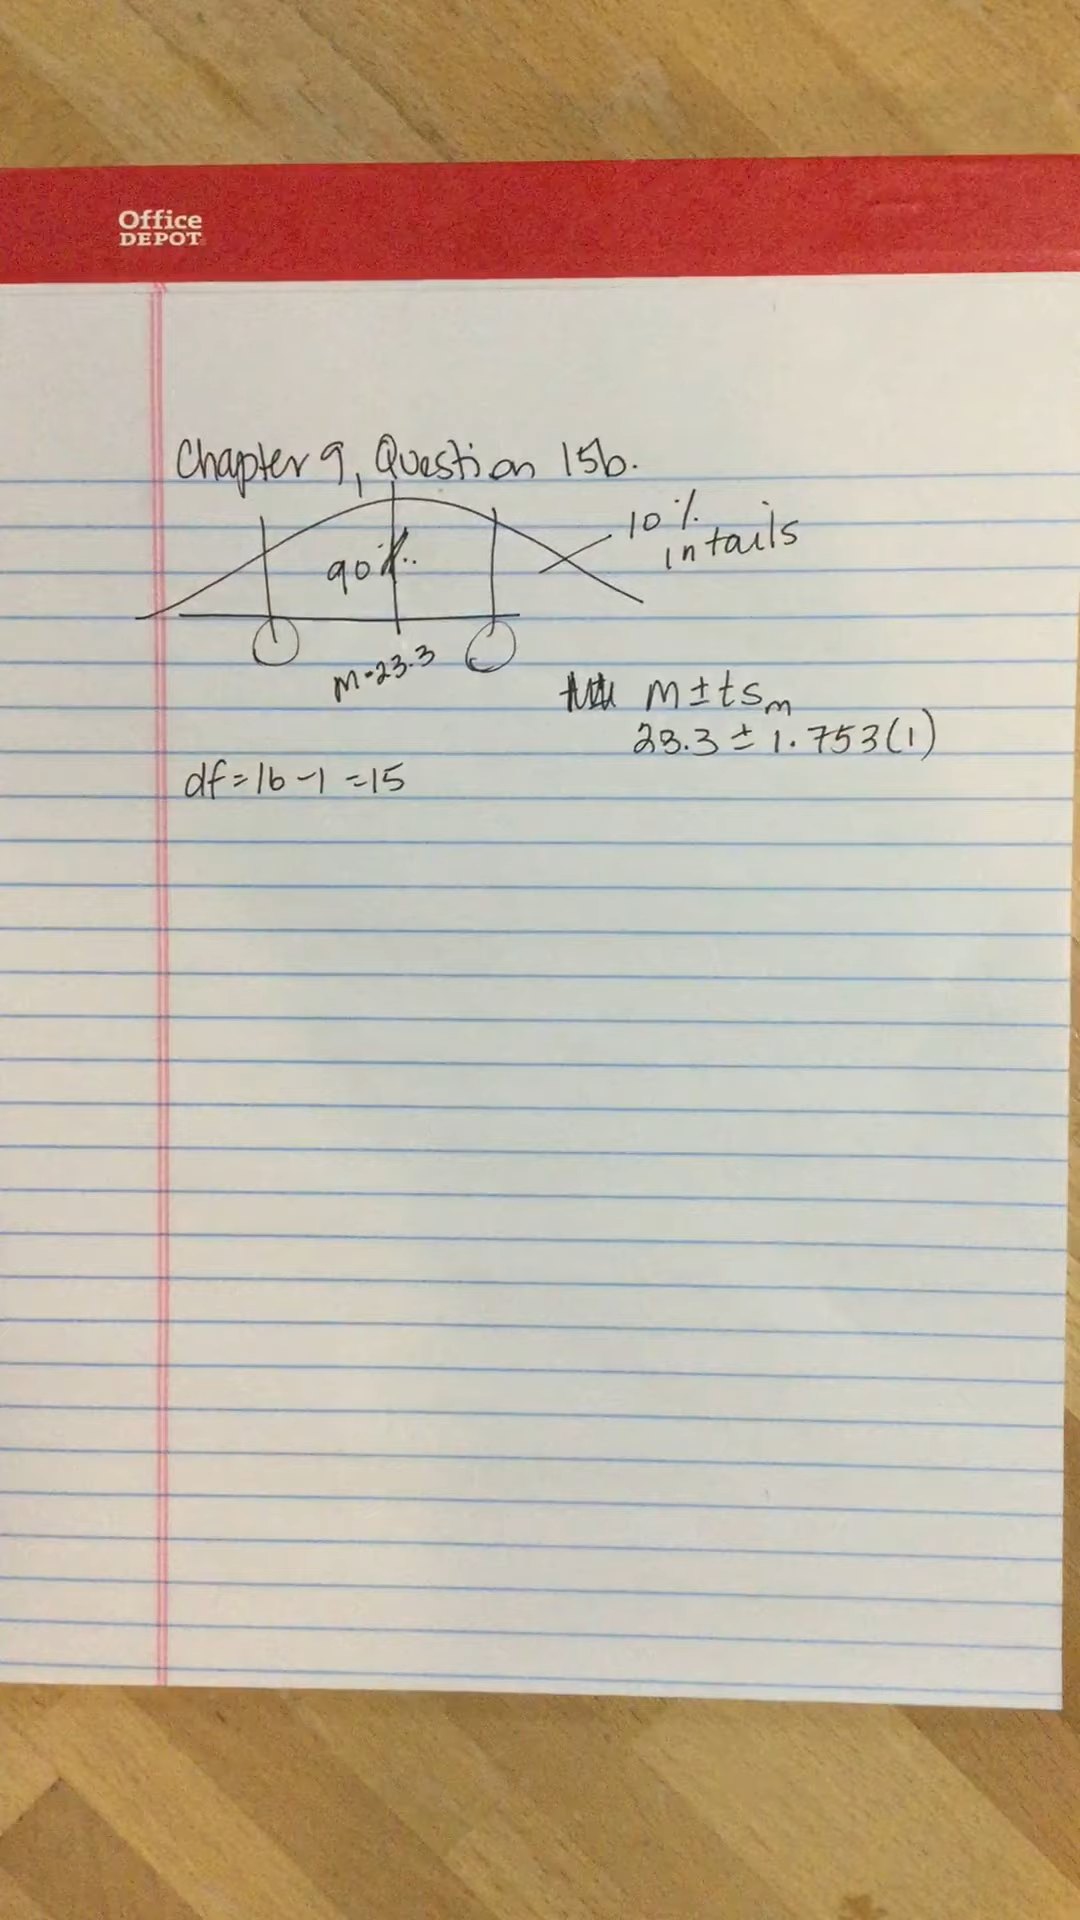 Office
DEPOT
Chapter 9, Question 15b.
10%
in tails
90%.
M=23.3
M±tsm
23.3 ± 1.753(1)
df=16-1=15